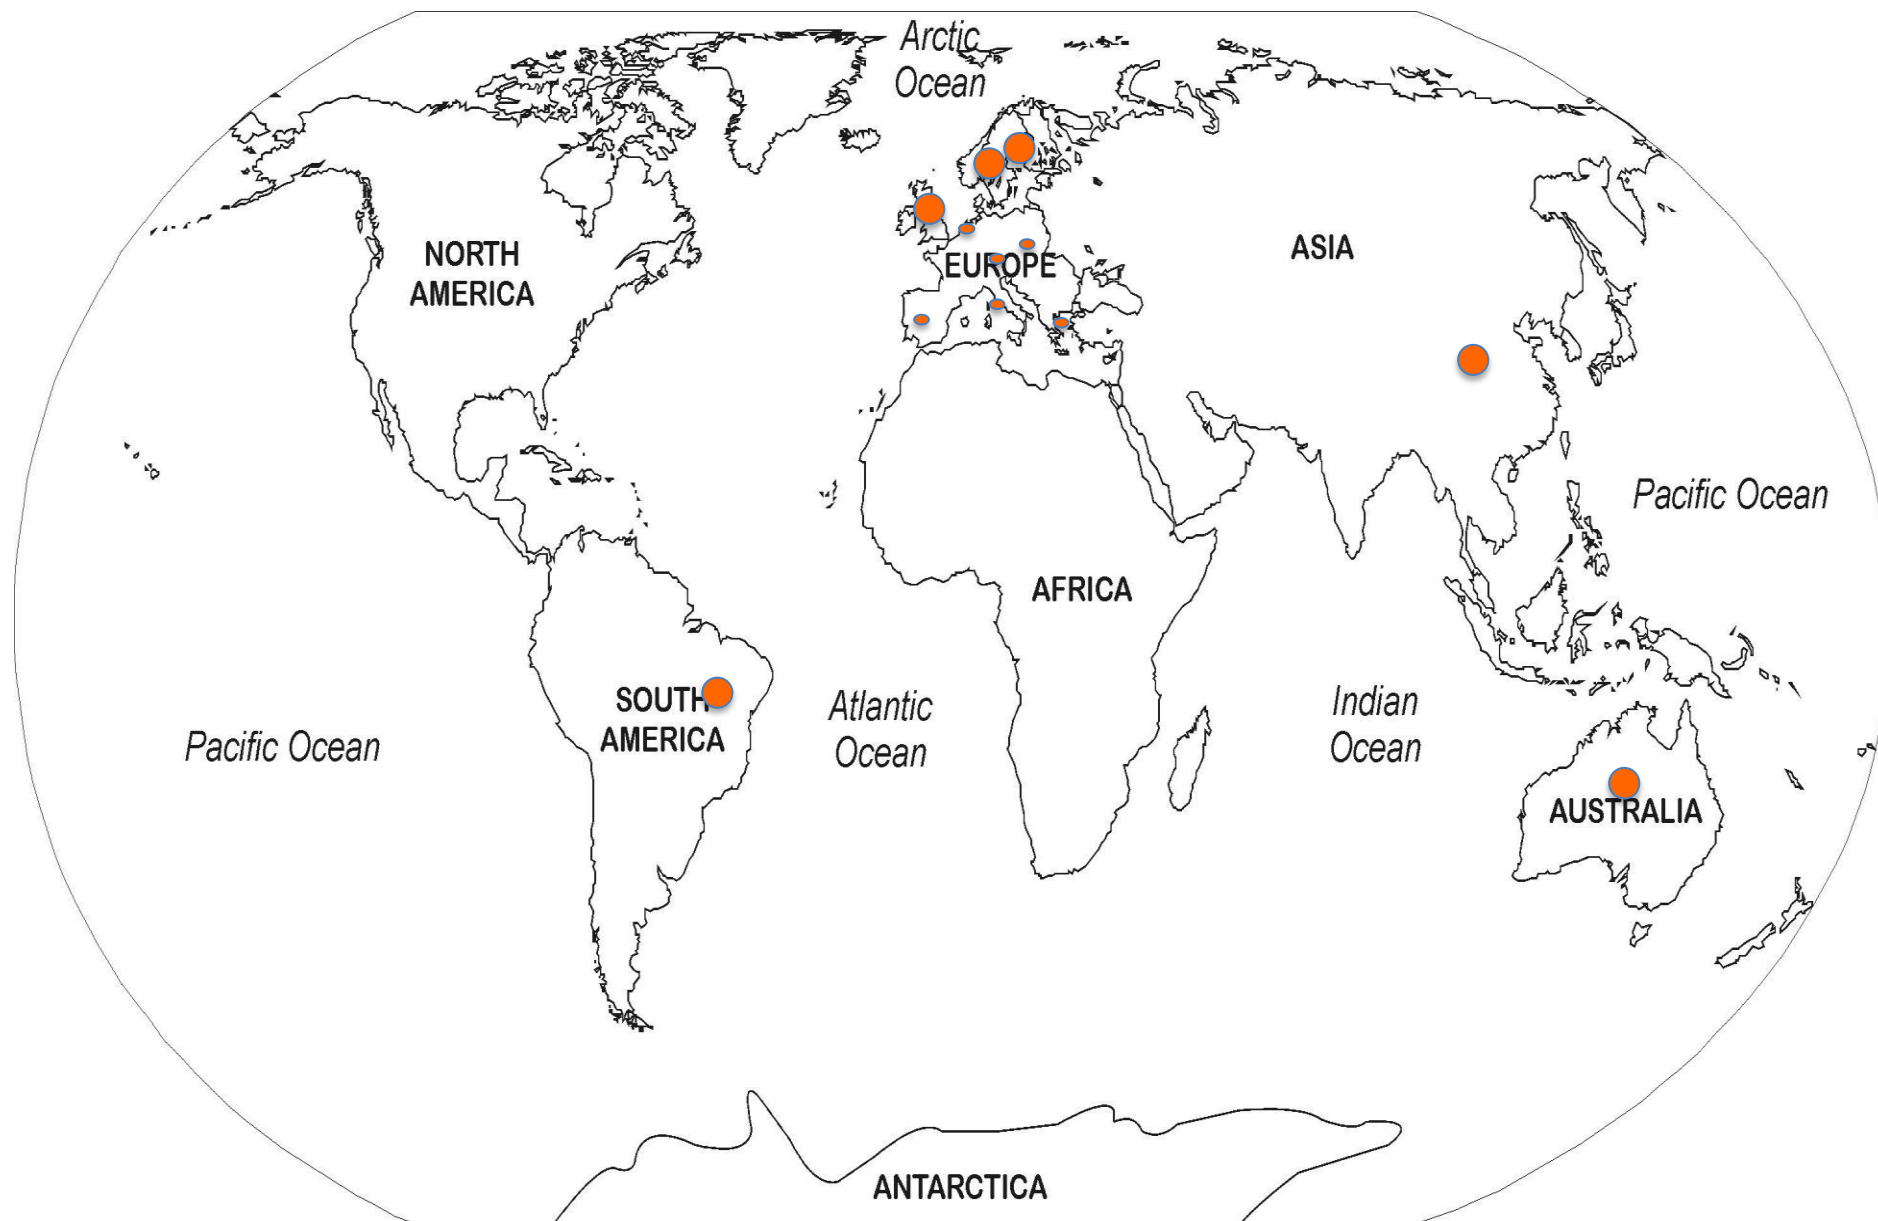 Arctic
Ocean
NORTH
AMERICA
EUROPE
ASIA
Pacific Ocean
AFRICA
SOUTH
AMERICA
Atlantic
Ocean
Indian
Ocean
Pacific Ocean
AUSTRALIA
ANTARCTICA